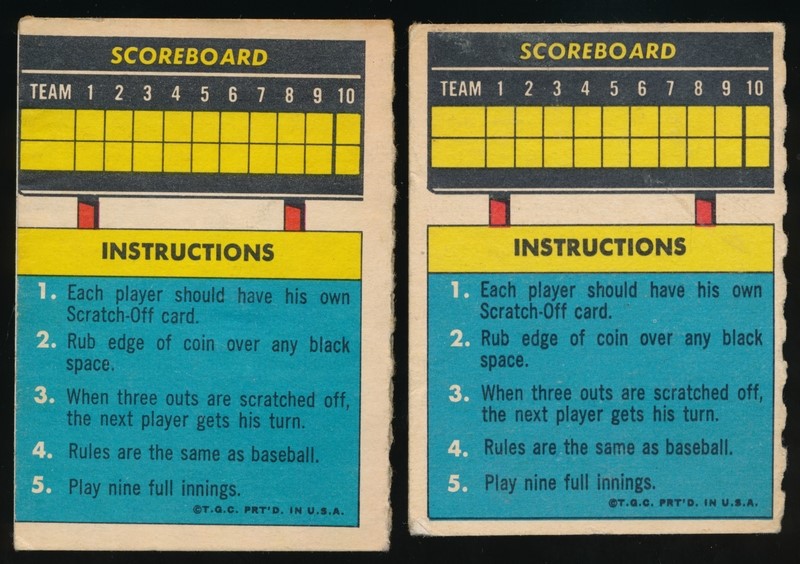 SCOREBOARD
TEAM 1 2 3 4 5 6 7 8 9 10
INSTRUCTIONS
1. Each player should have his own
Scratch-Off card.
2. Rub edge of coin over any black
space.
3. When three outs are scratched off,
the next player gets his turn.
4. Rules are the same as baseball.
5. Play nine full innings.
©T.G.C. PRT'D. IN U.S.A.
SCOREBOARD
TEAM 1 2 3 4 5 6 7 8 9 10
INSTRUCTIONS
1. Each player should have his own
Scratch-Off card.
2. Rub edge of coin over any black
space.
3. When three outs are scratched off,
the next player gets his turn.
4. Rules are the same as baseball.
5. Play nine full innings.
©T.G.C. PRT'D. IN U.S.A.